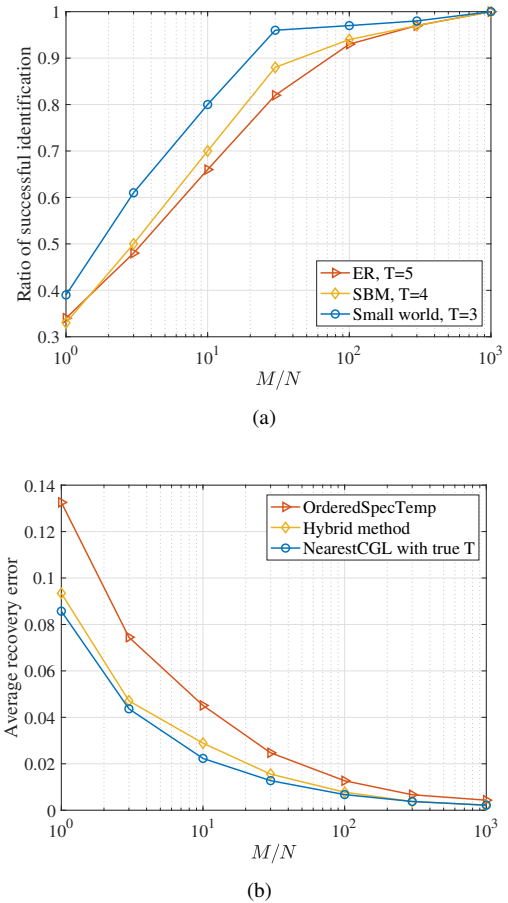 1
0.9
0.8
0.7
0.6
0.5
0.4
0.3
Ratio of successful identification
ER, T=5
SBM, T=4
Small world, T=3
10^0
10^1
10^2
10^3
M/N
(a)
0.14
0.12
0.1
0.08
0.06
0.04
0.02
0
Average recovery error
OrderedSpecTemp
Hybrid method
NearestCGL with true T
10^0
10^1
10^2
10^3
M/N
(b)